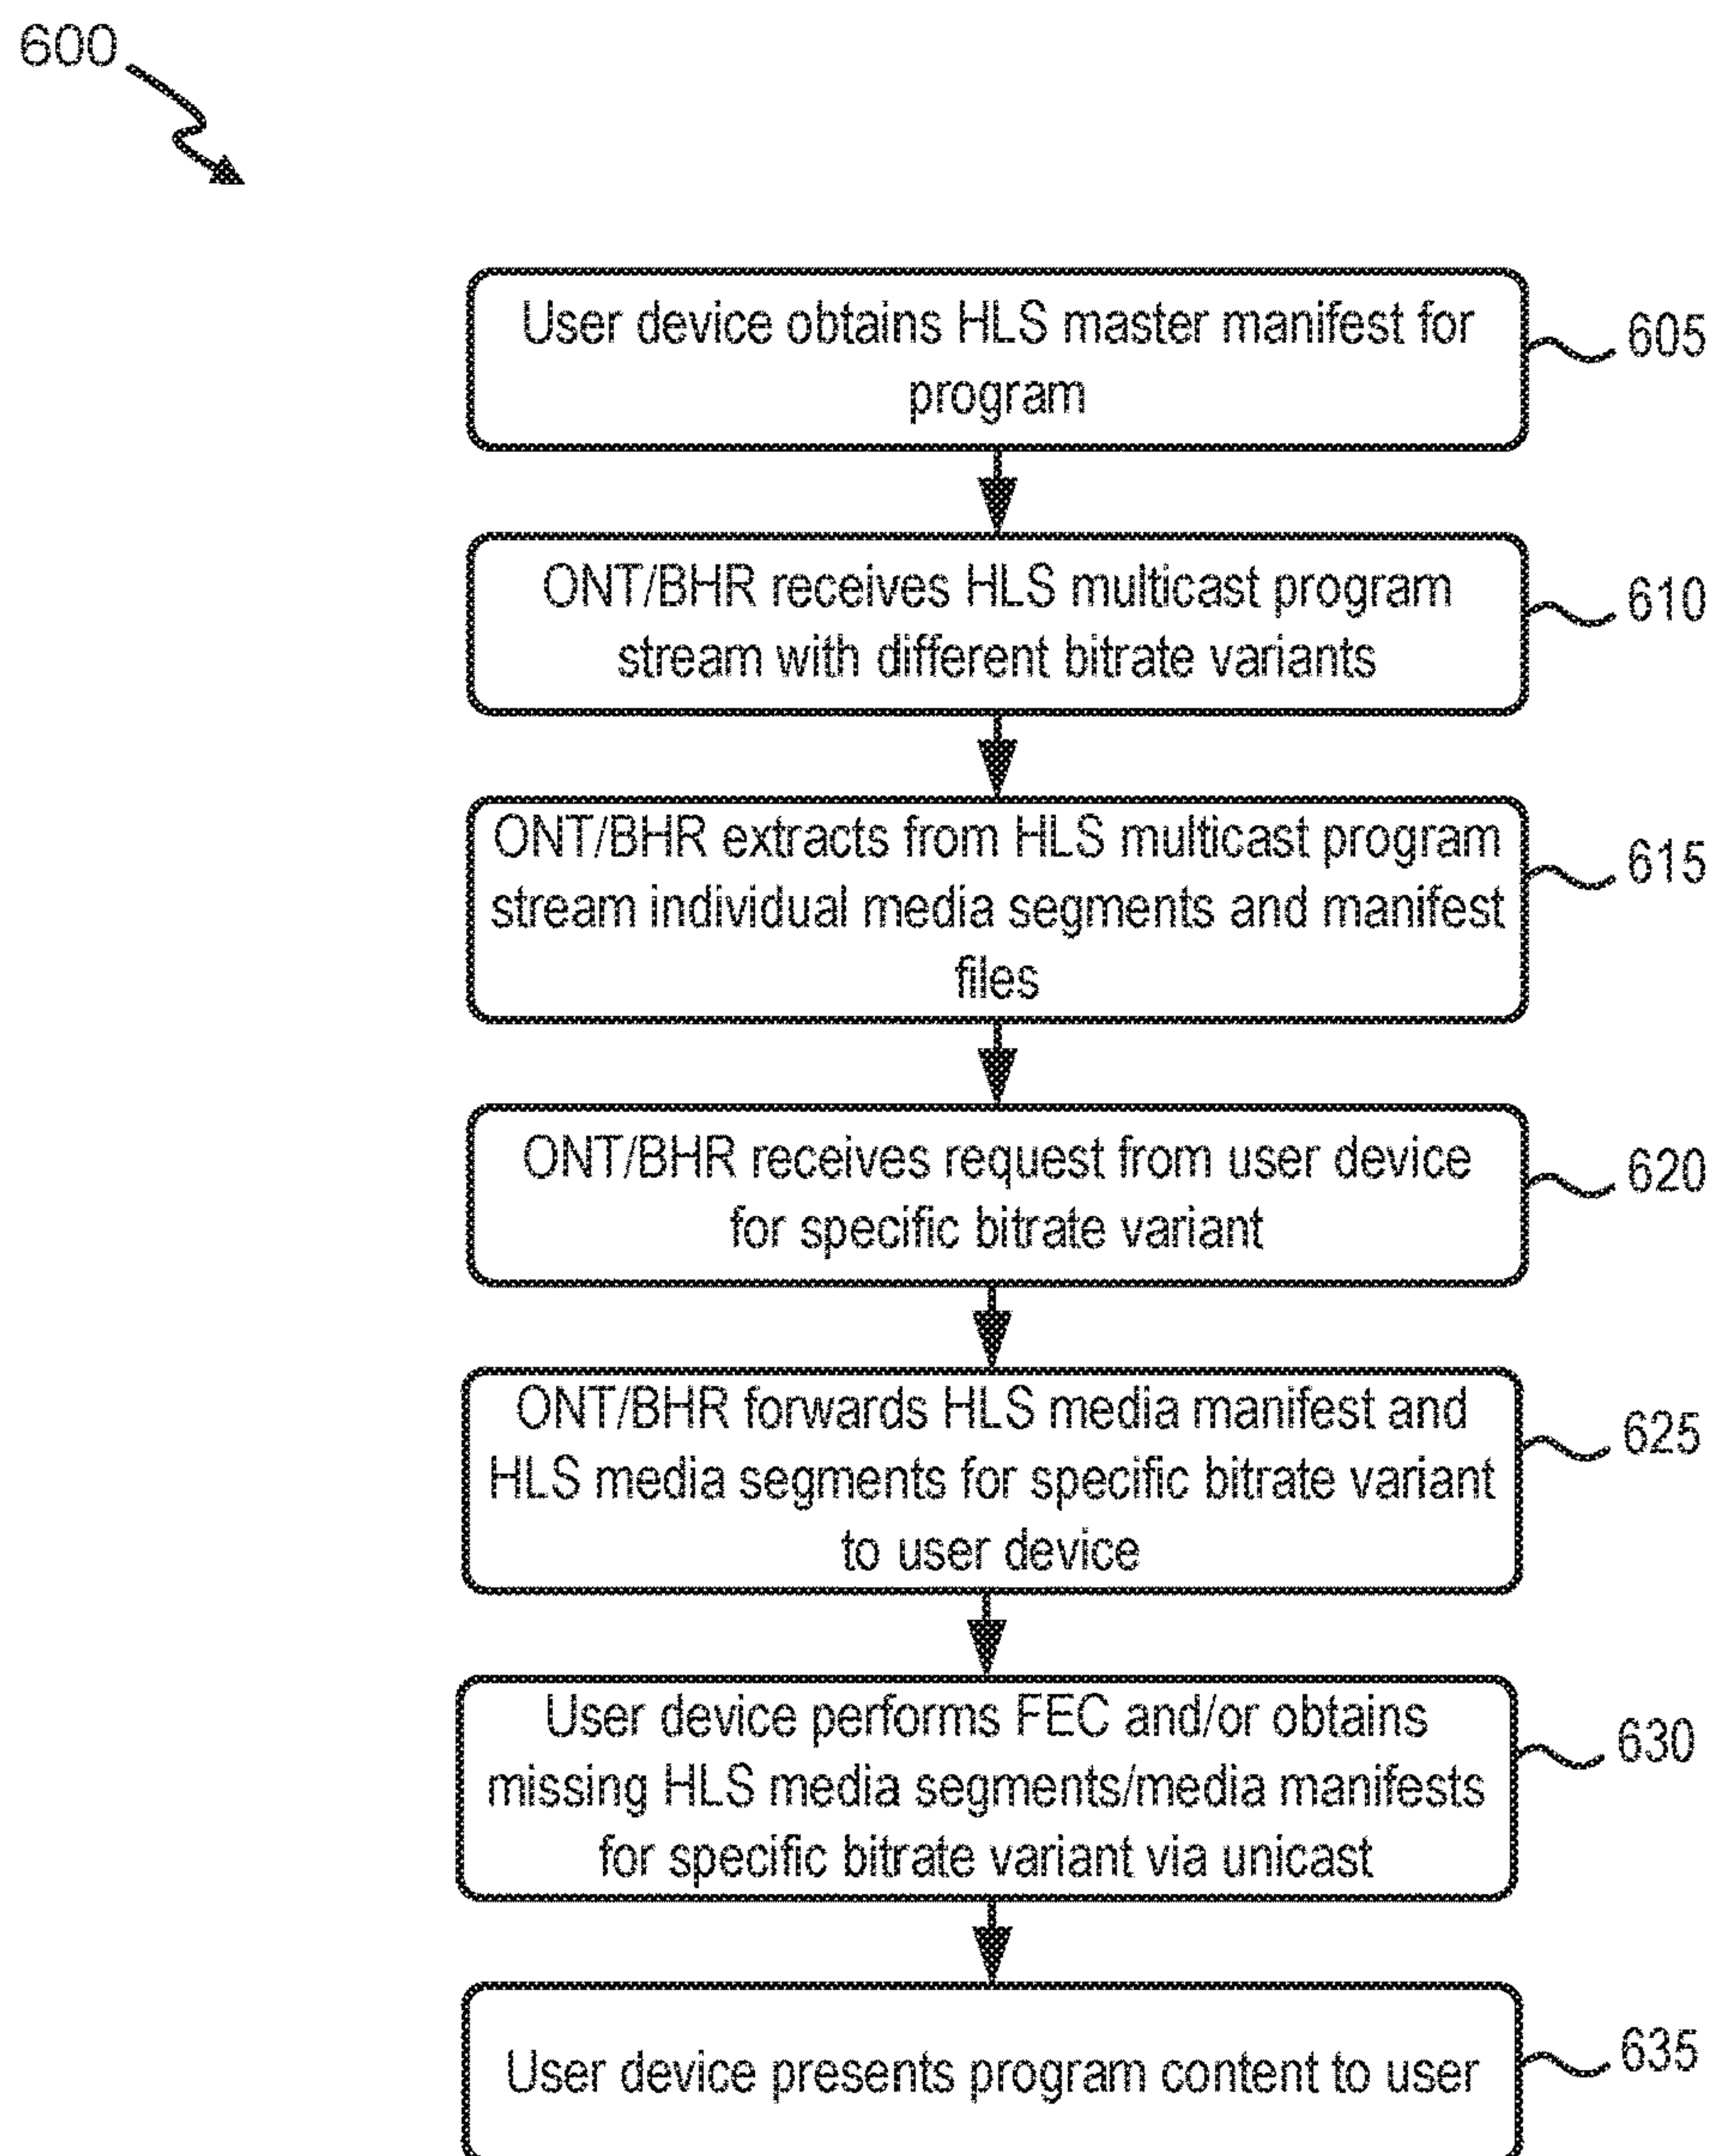 600
User device obtains HLS master manifest for
program
605
ONT/BHR receives HLS multicast program
stream with different bitrate variants
610
ONT/BHR extracts from HLS multicast program
stream individual media segments and manifest
files
615
ONT/BHR receives request from user device
for specific bitrate variant
620
ONT/BHR forwards HLS media manifest and
HLS media segments for specific bitrate variant
to user device
625
User device performs FEC and/or obtains
missing HLS media segments/media manifests
for specific bitrate variant via unicast
630
User device presents program content to user
635